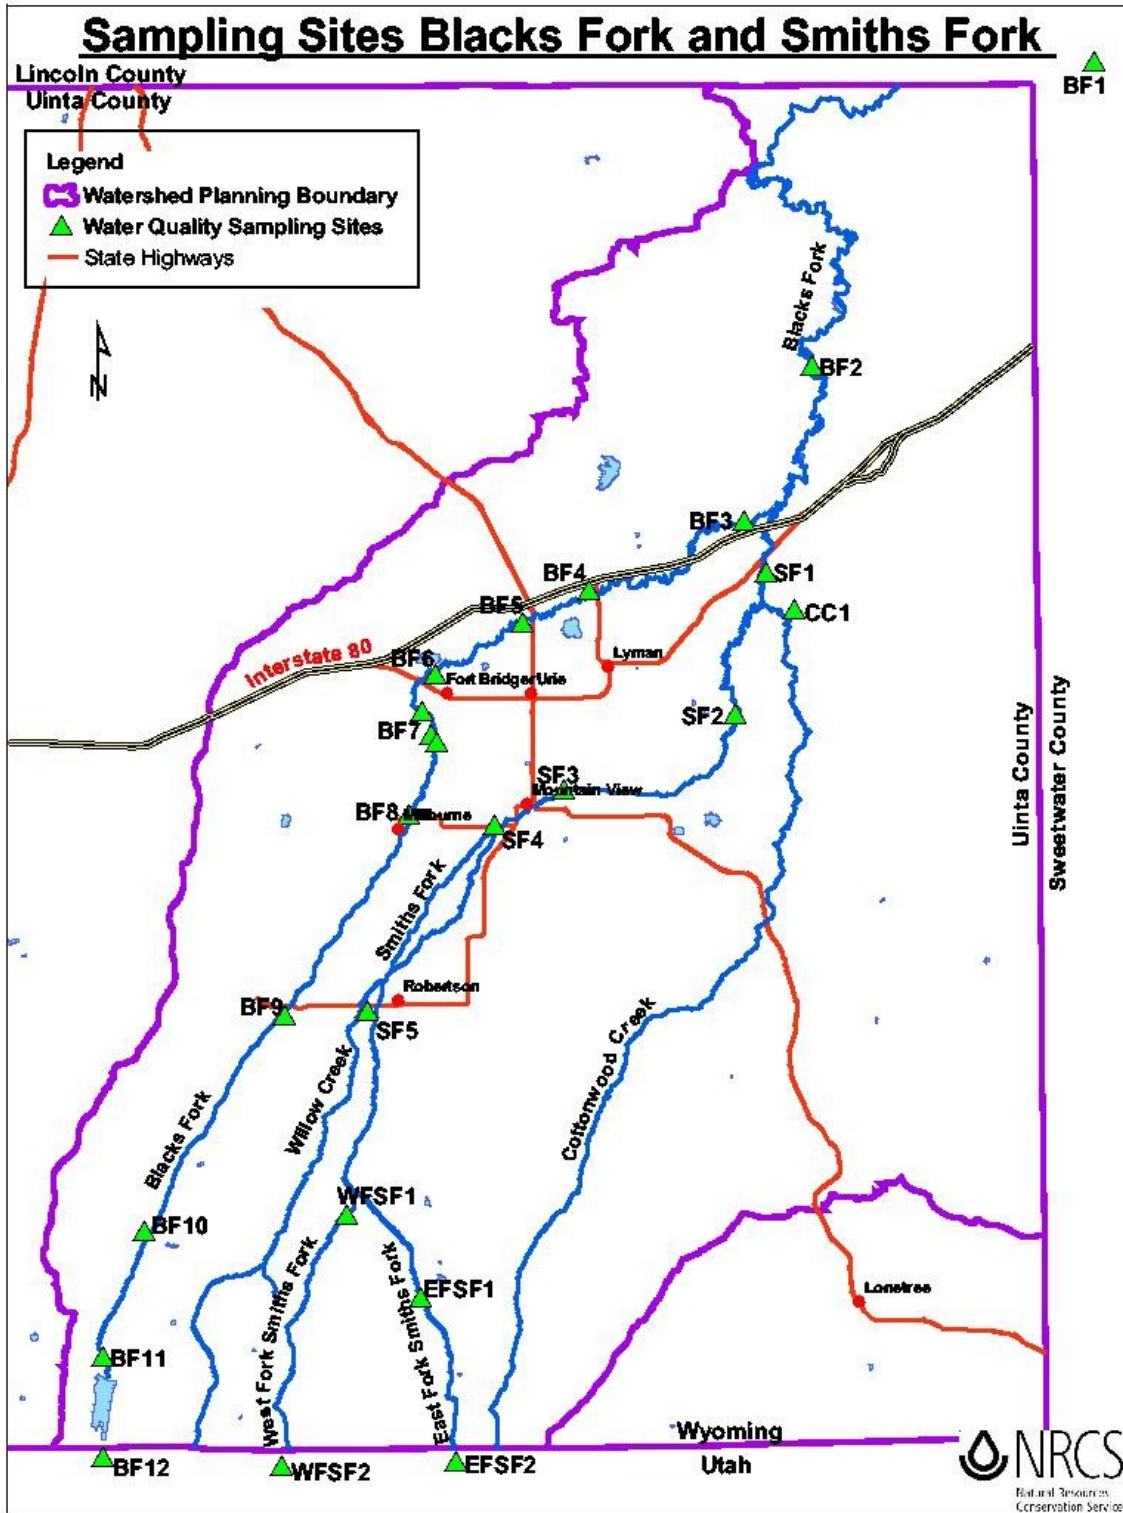 Sampling Sites Blacks Fork and Smiths Fork
BF1
Lincoln County
Uinta County
Legend
Watershed Planning Boundary
Water Quality Sampling Sites
State Highways
N
Blacks Fork
BF2
BF3
BF4
SF1
BF5
CC1
Interstate 80
BF6
Lyman
Fort Bridger
Urie
SF2
BF7
Uinta County
Sweetwater County
SF3
Mountain View
BF8
SF4
Smiths Fork
Robertson
BF9
SF5
Willow Creek
Cottonwood Creek
Blacks Fork
WFSF1
BF10
West Fork Smiths Fork
East Fork Smiths Fork
EFSF1
Lonetree
BF11
Wyoming
Utah
BF12
WFSF2
EFSF2
NRCS
Natural Resources
Conservation Service